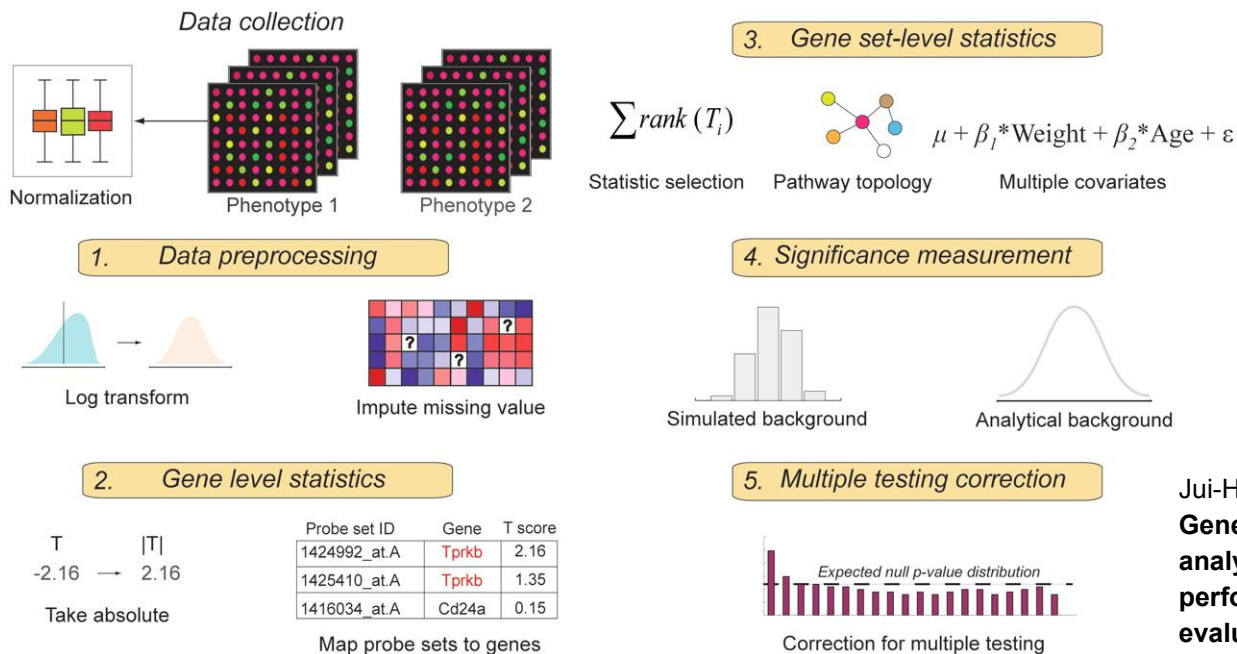 Data collection
Normalization
Phenotype 1
Phenotype 2
1. Data preprocessing
Log transform
?
?
?
Impute missing value
2. Gene level statistics
T |T|
-2.16 → 2.16
Take absolute
Probe set ID Gene T score
1424992_at.A Tprkb 2.16
1425410_at.A Tprkb 1.35
1416034_at.A Cd24a 0.15
Map probe sets to genes
3. Gene set-level statistics
∑rank (Tᵢ)
μ + β₁*Weight + β₂*Age + ε
Statistic selection
Pathway topology
Multiple covariates
4. Significance measurement
Simulated background
Analytical background
5. Multiple testing correction
Expected null p-value distribution
Correction for multiple testing
Jui-H
Gene
analy
perfo
evalu